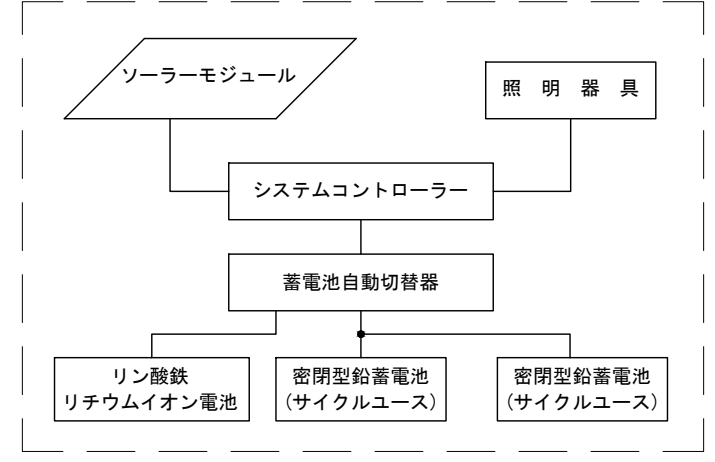 ソーラーモジュール
照　明　器　具
システムコントローラー
蓄電池自動切替器
リン酸鉄
リチウムイオン電池
密閉型鉛蓄電池
(サイクルユース)
密閉型鉛蓄電池
(サイクルユース)